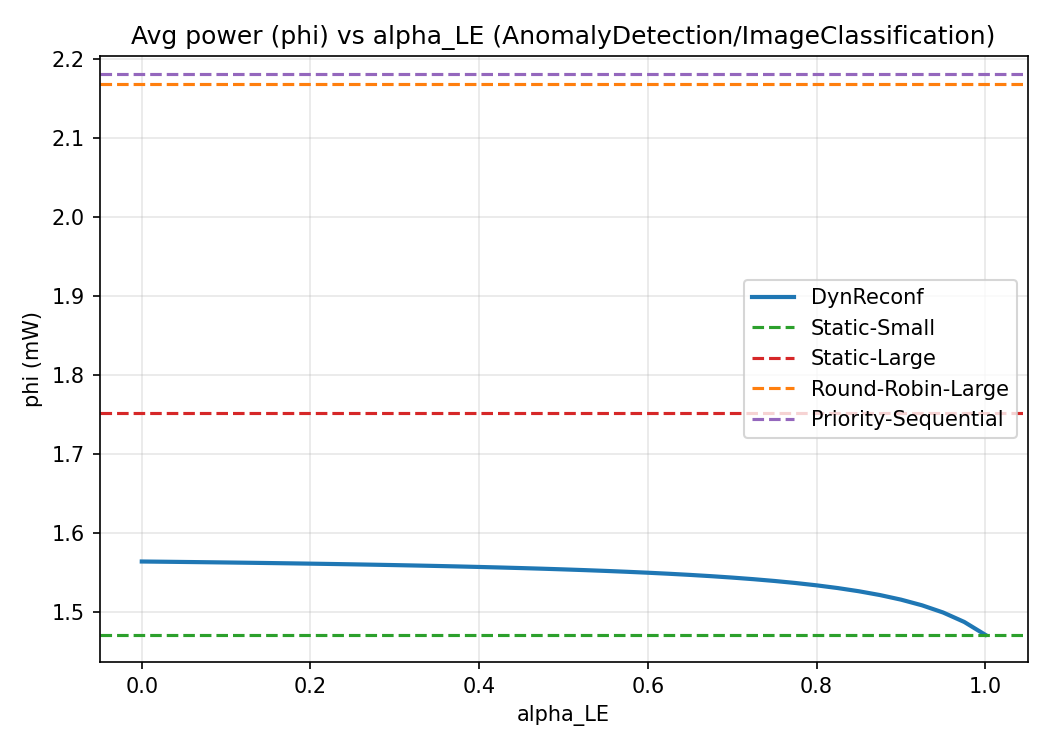 Avg power (phi) vs alpha_LE (AnomalyDetection/ImageClassification)
2.2
2.1
2.0
1.9
1.8
1.7
1.6
1.5
phi (mW)
DynReconf
Static-Small
Static-Large
Round-Robin-Large
Priority-Sequential
0.0 0.2 0.4 0.6 0.8 1.0
alpha_LE